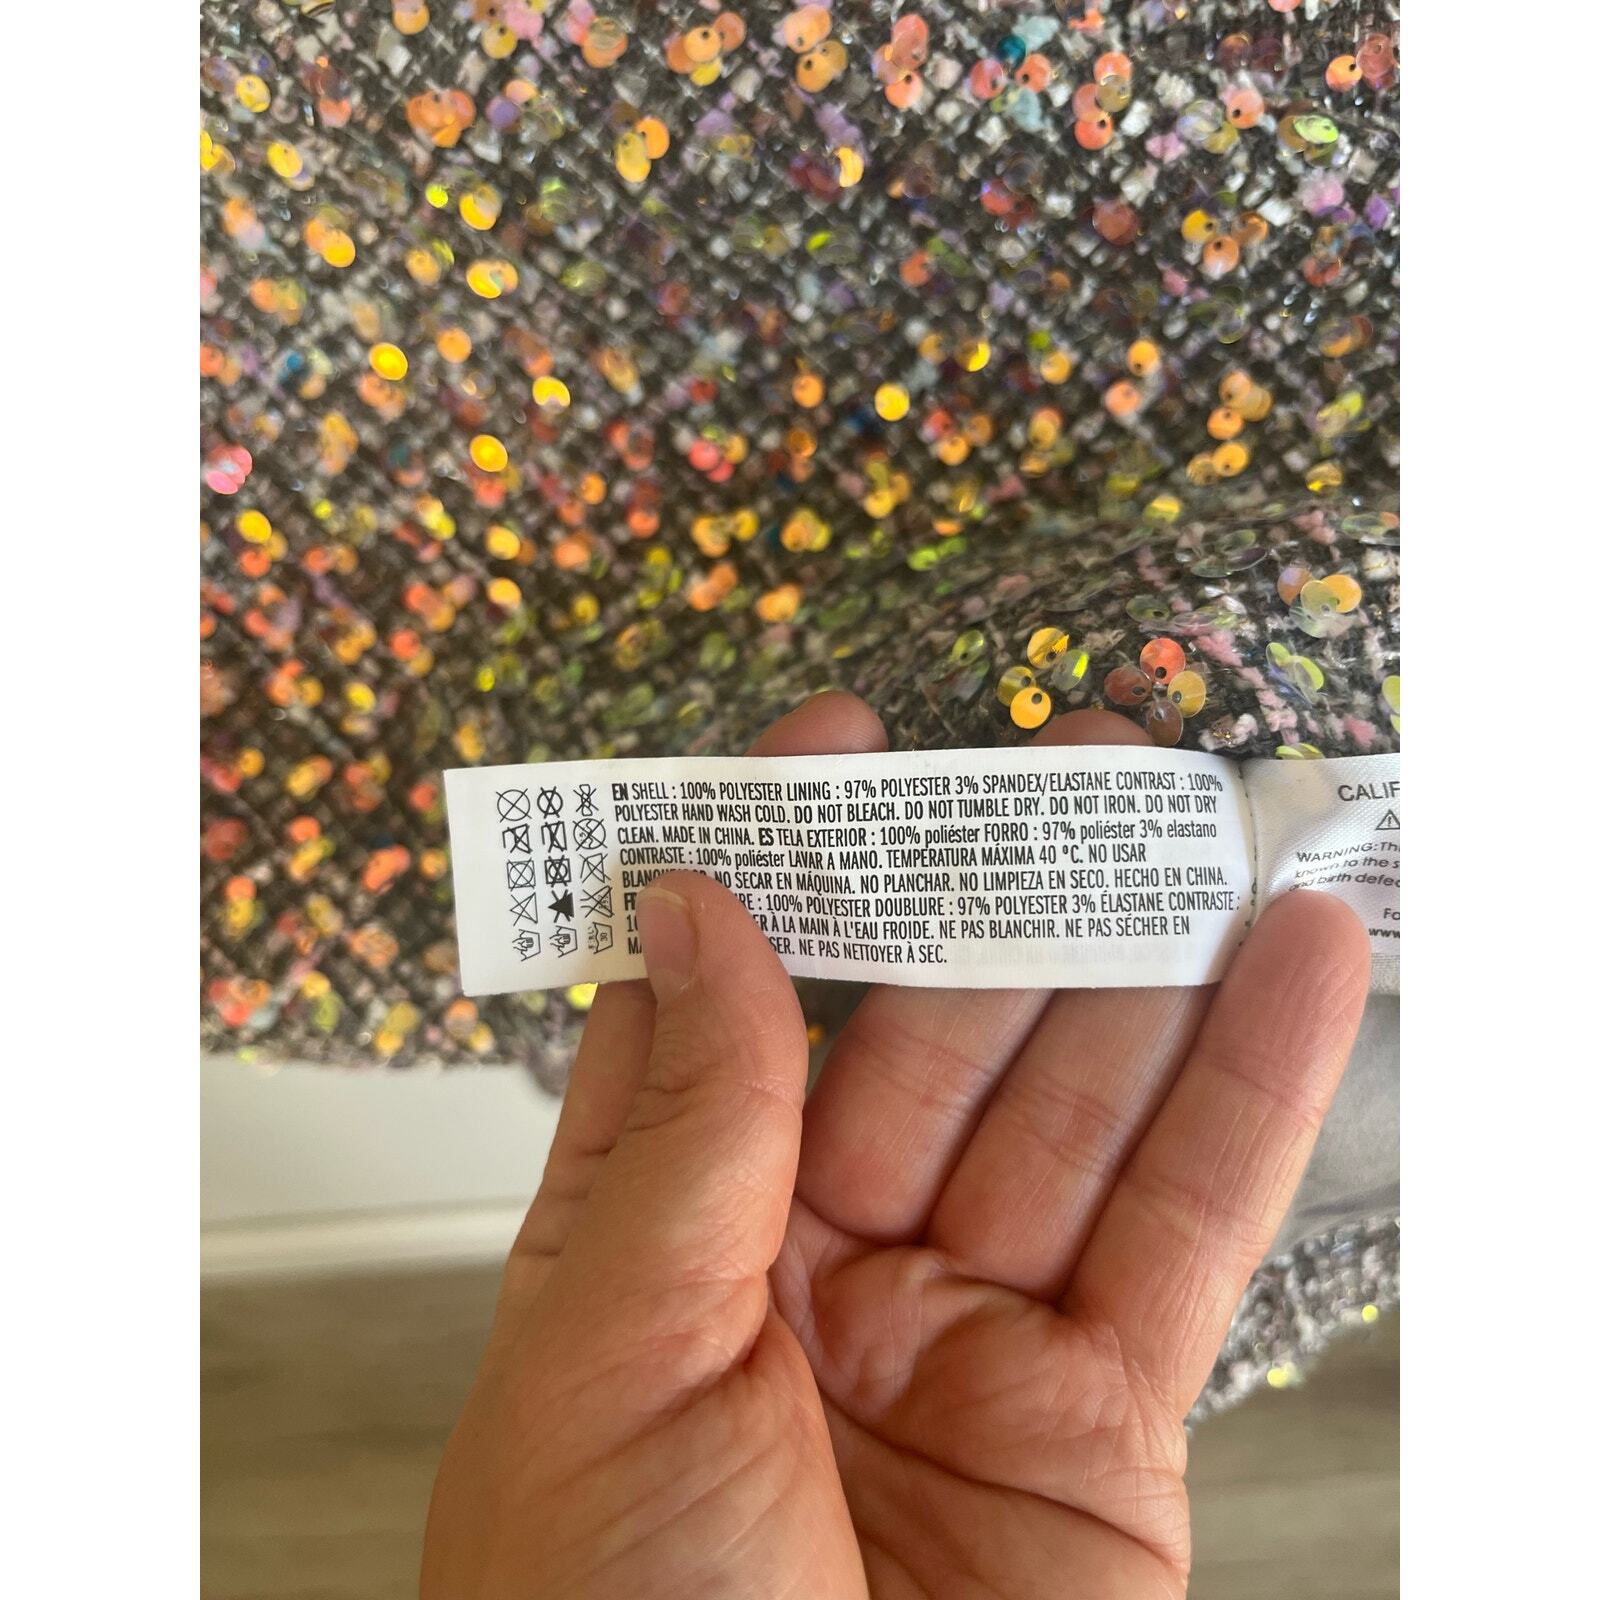 EN SHELL : 100% POLYESTER LINING : 97% POLYESTER 3% SPANDEX/ELASTANE CONTRAST : 100%
POLYESTER HAND WASH COLD. DO NOT BLEACH. DO NOT TUMBLE DRY. DO NOT IRON. DO NOT DRY
CLEAN. MADE IN CHINA. ES TELA EXTERIOR : 100% poliéster FORRO : 97% poliéster 3% elastano
CONTRASTE : 100% poliéster LAVAR A MANO. TEMPERATURA MÁXIMA 40 ºC. NO USAR
NO SECAR EN MÁQUINA. NO PLANCHAR. NO LIMPIEZA EN SECO. HECHO EN CHINA.
: 100% POLYESTER DOUBLURE : 97% POLYESTER 3% ÉLASTANE CONTRASTE :
À LA MAIN À L'EAU FROIDE. NE PAS BLANCHIR. NE PAS SÉCHER EN
NE PAS NETTOYER À SEC.
CALIF
WARNING: Th
known to the s
and birth defec
Fo
www